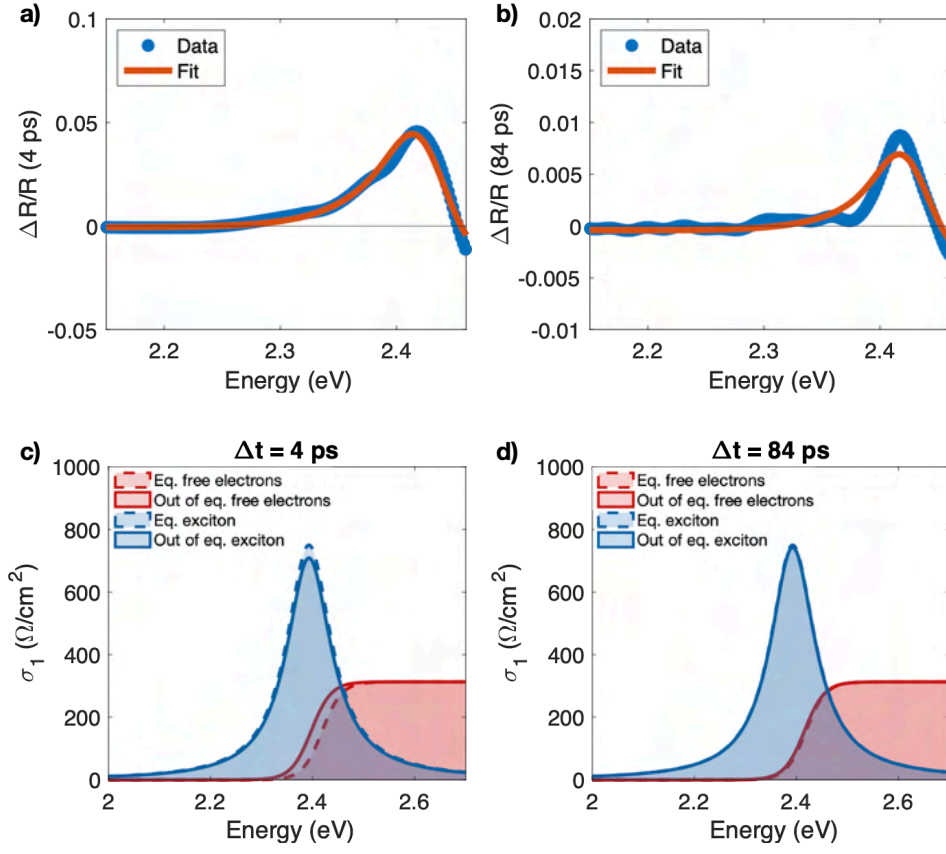 a)
0.1
Data
Fit
0.05
0
-0.05
ΔR/R (4 ps)
2.2 2.3 2.4
Energy (eV)
b)
0.02
Data
Fit
0.015
0.01
0.005
0
-0.005
-0.01
ΔR/R (84 ps)
2.2 2.3 2.4
Energy (eV)
c)
Δt = 4 ps
1000
Eq. free electrons
Out of eq. free electrons
Eq. exciton
Out of eq. exciton
800
600
400
200
0
σ₁ (Ω/cm²)
2 2.2 2.4 2.6
Energy (eV)
d)
Δt = 84 ps
1000
Eq. free electrons
Out of eq. free electrons
Eq. exciton
Out of eq. exciton
800
600
400
200
0
σ₁ (Ω/cm²)
2 2.2 2.4 2.6
Energy (eV)